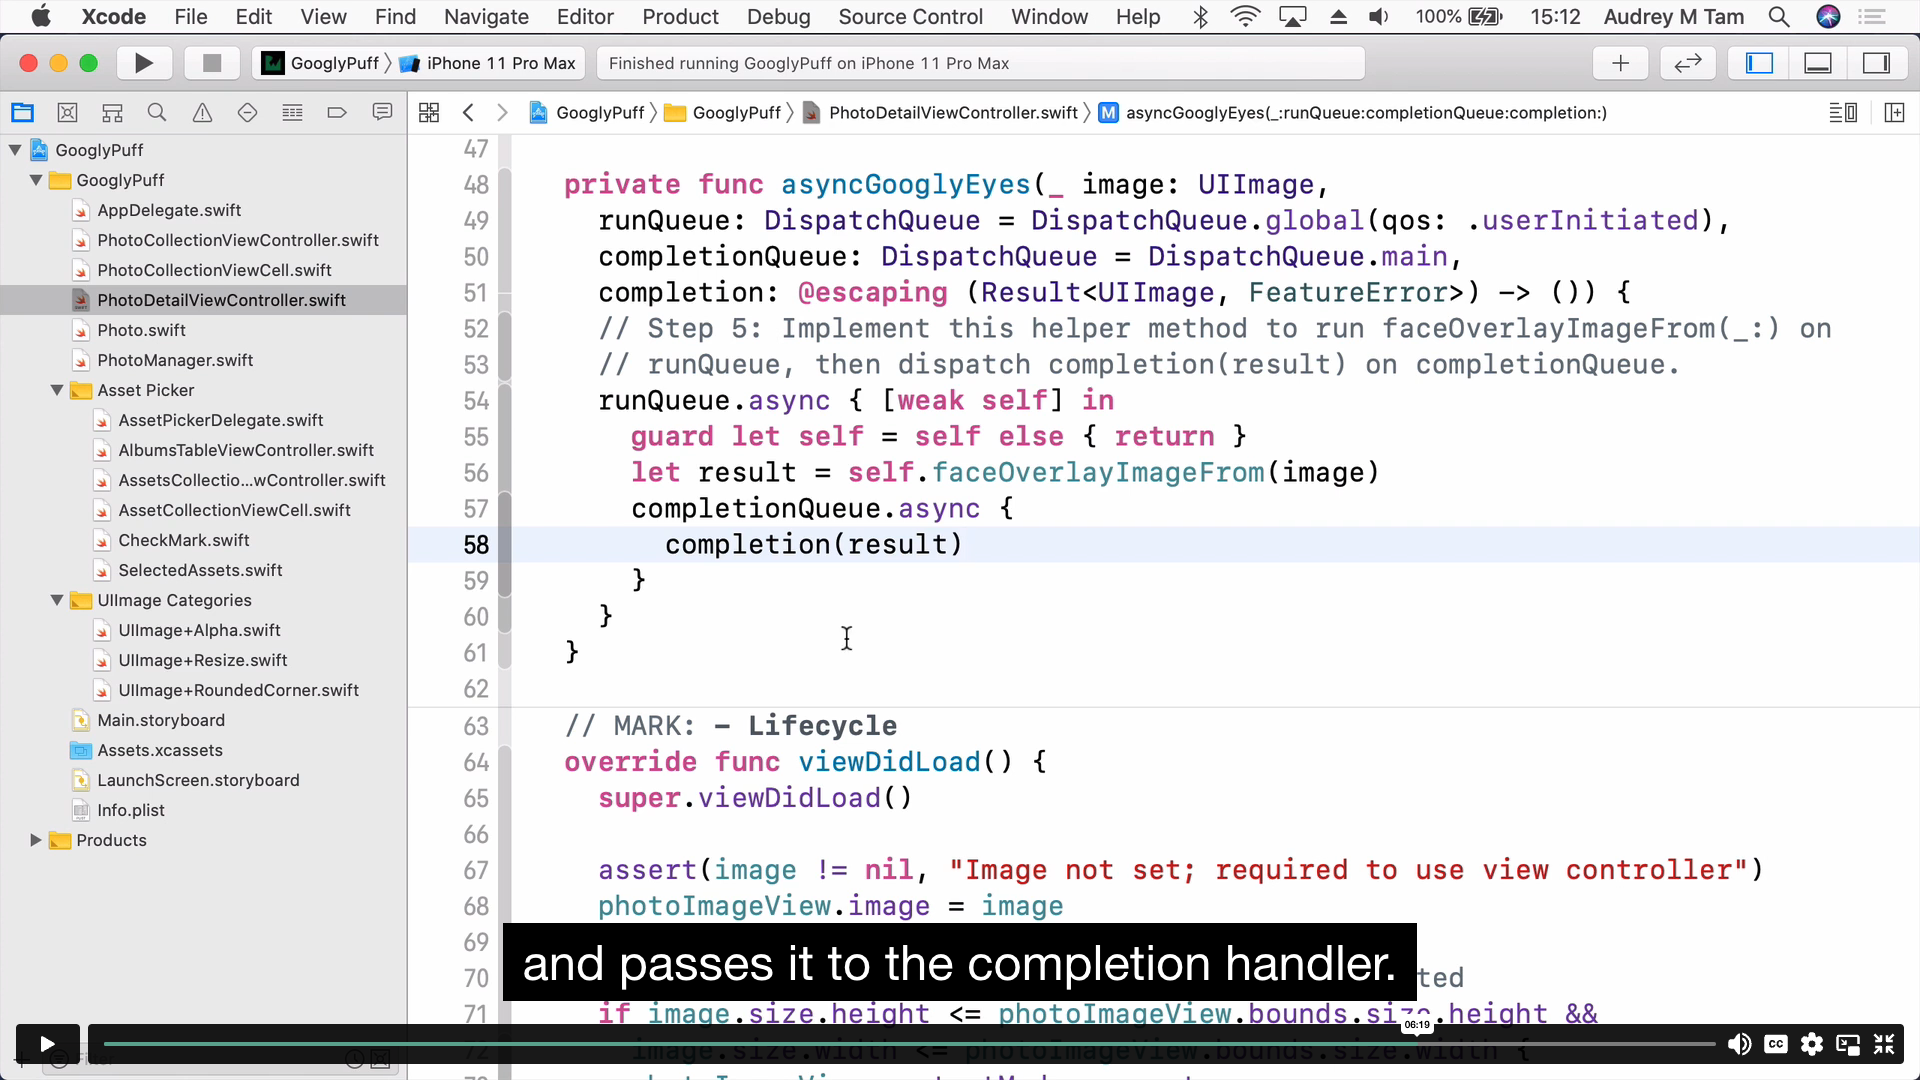 Xcode File Edit View Find Navigate Editor Product Debug Source Control Window Help 100% 15:12 Audrey M Tam
GooglyPuff iPhone 11 Pro Max Finished running GooglyPuff on iPhone 11 Pro Max
GooglyPuff GooglyPuff PhotoDetailViewController.swift M asyncGooglyEyes(_:runQueue:completionQueue:completion:)
GooglyPuff
GooglyPuff
AppDelegate.swift
PhotoCollectionViewController.swift
PhotoCollectionViewCell.swift
PhotoDetailViewController.swift
Photo.swift
PhotoManager.swift
Asset Picker
AssetPickerDelegate.swift
AlbumsTableViewController.swift
AssetsCollectio...wController.swift
AssetCollectionViewCell.swift
CheckMark.swift
SelectedAssets.swift
UIImage Categories
UIImage+Alpha.swift
UIImage+Resize.swift
UIImage+RoundedCorner.swift
Main.storyboard
Assets.xcassets
LaunchScreen.storyboard
Info.plist
Products
Filter
47
48 private func asyncGooglyEyes(_ image: UIImage,
49 runQueue: DispatchQueue = DispatchQueue.global(qos: .userInitiated),
50 completionQueue: DispatchQueue = DispatchQueue.main,
51 completion: @escaping (Result<UIImage, FeatureError>) -> ()) {
52 // Step 5: Implement this helper method to run faceOverlayImageFrom(_:) on
53 // runQueue, then dispatch completion(result) on completionQueue.
54 runQueue.async { [weak self] in
55 guard let self = self else { return }
56 let result = self.faceOverlayImageFrom(image)
57 completionQueue.async {
58 completion(result)
59 }
60 }
61 }
62
63 // MARK: - Lifecycle
64 override func viewDidLoad() {
65 super.viewDidLoad()
66
67 assert(image != nil, "Image not set; required to use view controller")
68 photoImageView.image = image
69
and passes it to the completion handler.
70 ted
71 if image.size.height <= photoImageView.bounds.size.height &&
06:19
72 image.size.width <= photoImageView.bounds.size.width {
CC